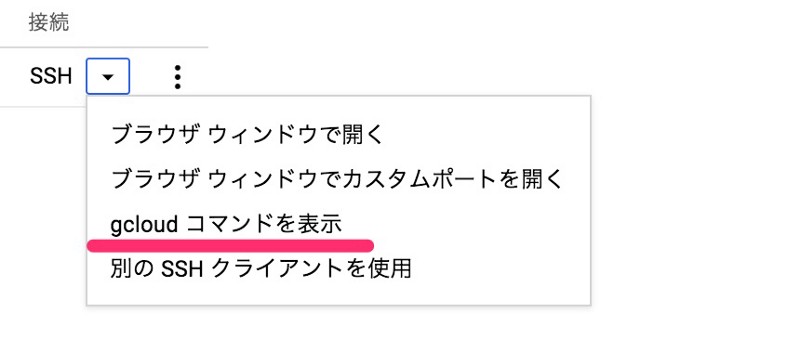 接続
SSH
ブラウザ ウィンドウで開く
ブラウザ ウィンドウでカスタムポートを開く
gcloud コマンドを表示
別の SSH クライアントを使用